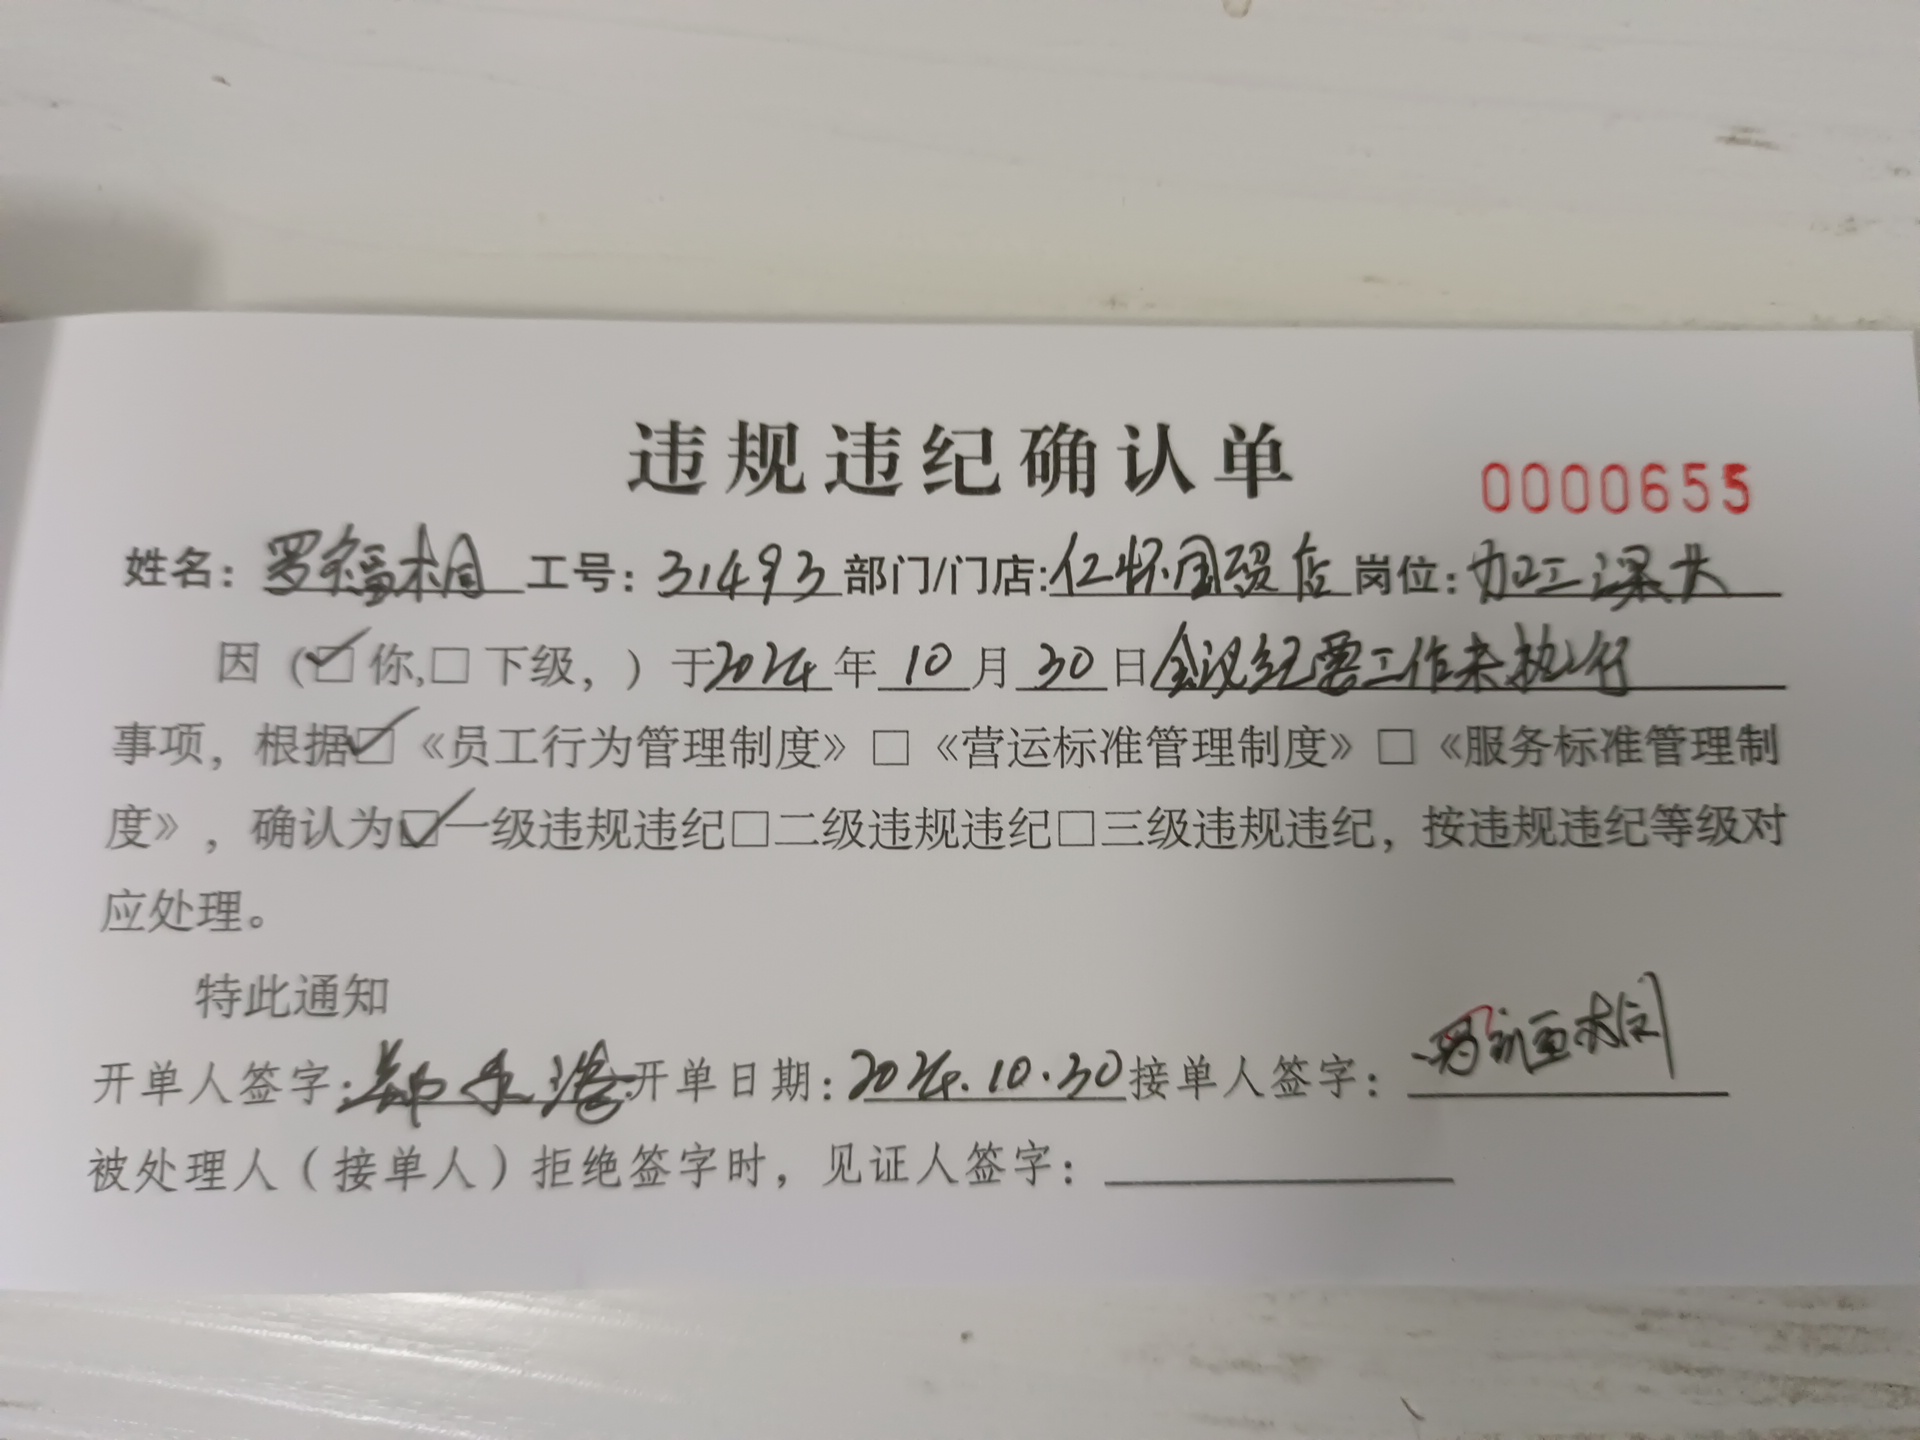 违规违纪确认单 0000655
姓名：罗福桐 工号：31493 部门/门店：仁怀国贸店 岗位：加工课大
因（☑你,□下级，）于2024年10月30日会议纪要工作未执行
事项，根据☑《员工行为管理制度》□《营运标准管理制度》□《服务标准管理制
度》，确认为☑一级违规违纪□二级违规违纪□三级违规违纪，按违规违纪等级对
应处理。
特此通知
开单人签字： 开单日期：2024.10.30 接单人签字：
被处理人（接单人）拒绝签字时，见证人签字：